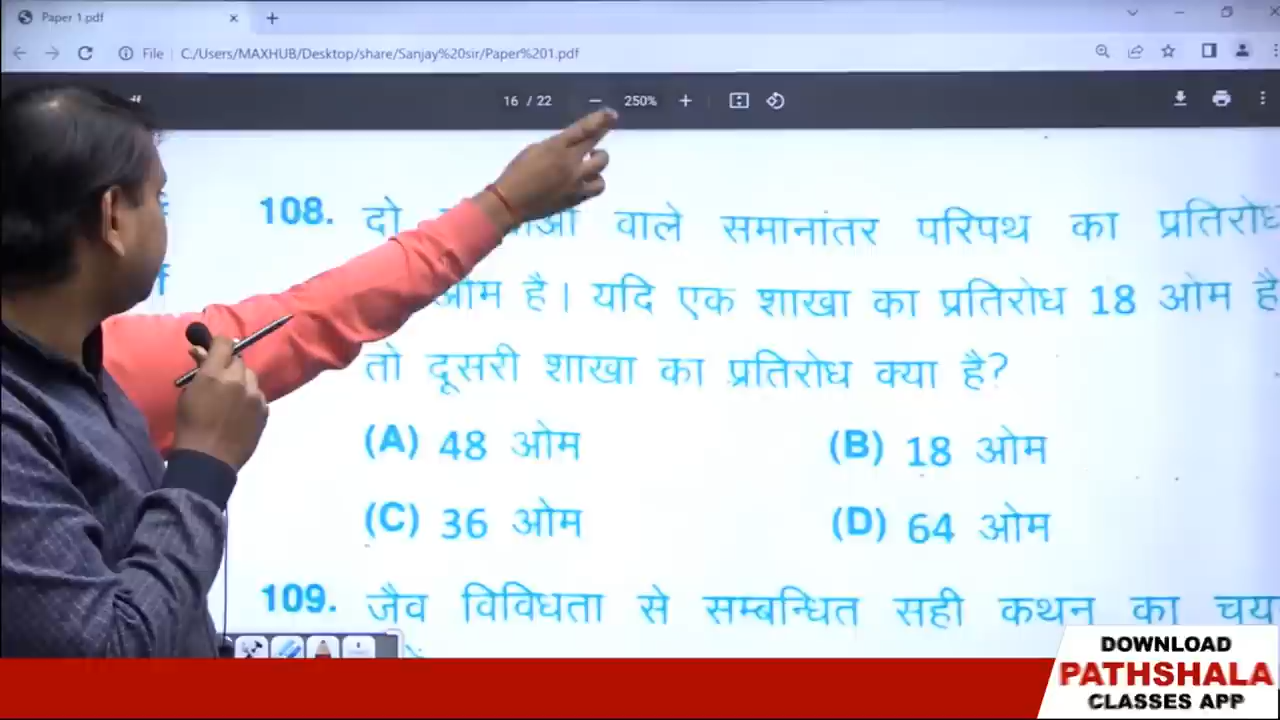 Paper 1.pdf
File C:/Users/MAXHUB/Desktop/share/Sanjay%20sir/Paper%201.pdf
16 / 22 250%
108. दो वाले समानांतर परिपथ का प्रतिरोध
ओम है। यदि एक शाखा का प्रतिरोध 18 ओम है
तो दूसरी शाखा का प्रतिरोध क्या है?
(A) 48 ओम (B) 18 ओम
(C) 36 ओम (D) 64 ओम
109. जैव विविधता से सम्बन्धित सही कथन का
DOWNLOAD
PATHSHALA
CLASSES APP